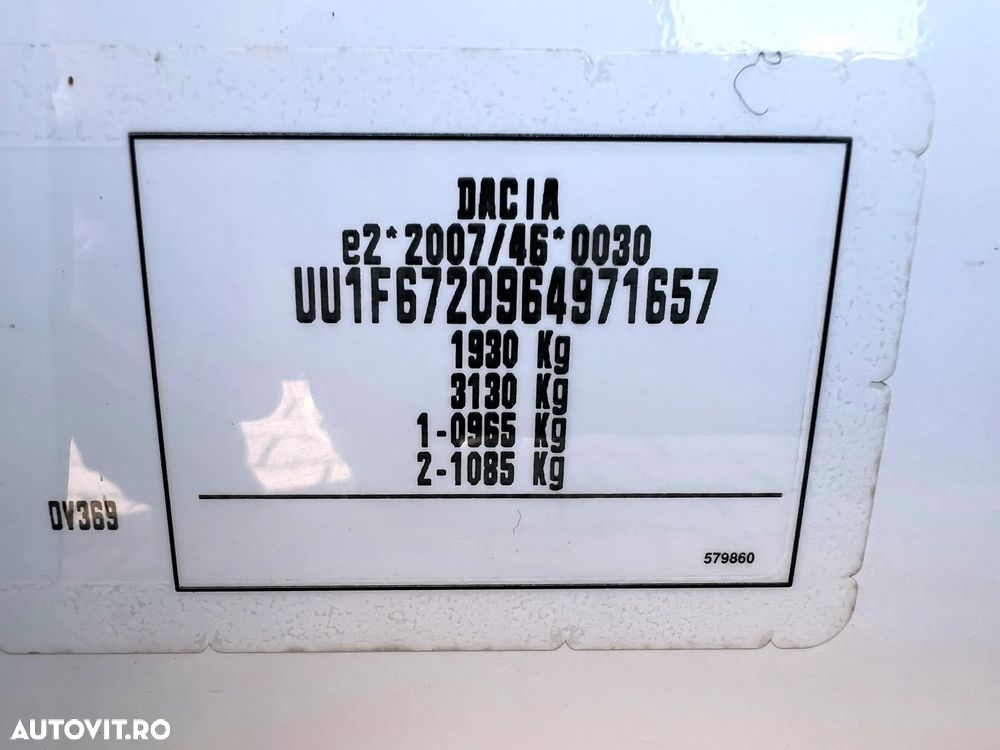 DACIA
e2*2007/46*0030
UU1F6720964971657
1930 Kg
3130 Kg
1-0965 Kg
2-1085 Kg
OV369
579860
AUTOVIT.RO